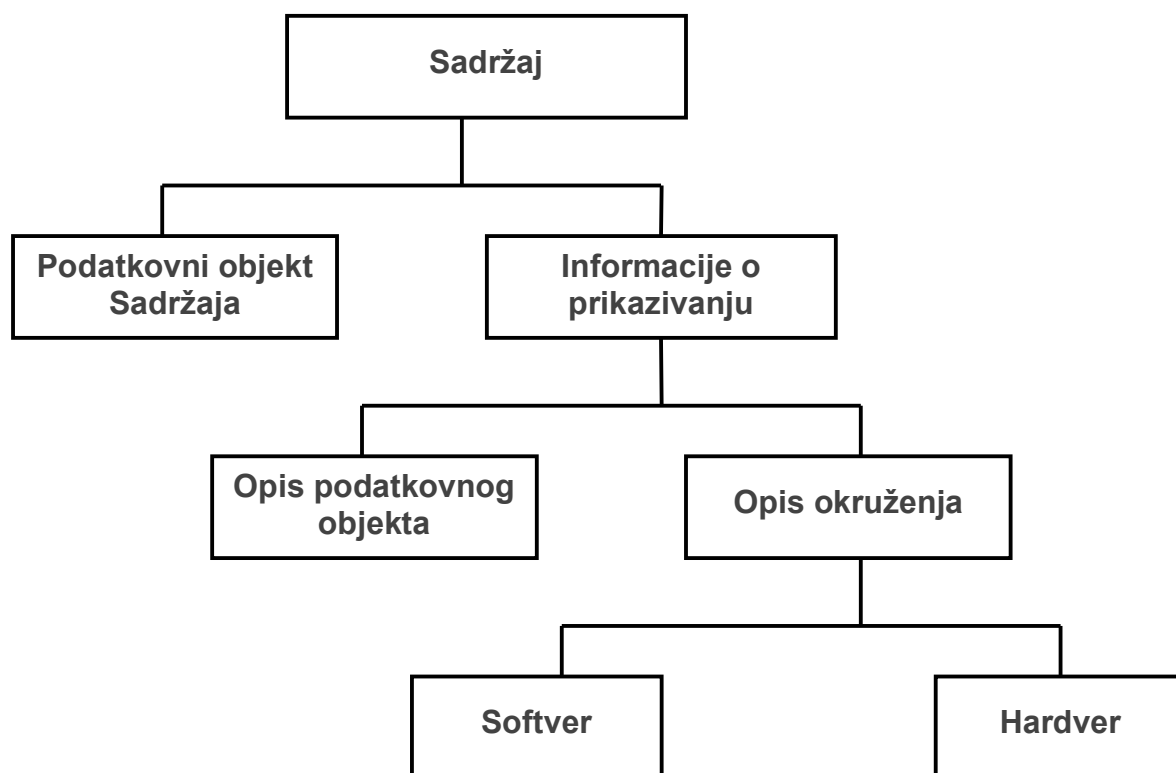 Sadržaj
Podatkovni objekt
Sadržaja
Informacije o
prikazivanju
Opis podatkovnog
objekta
Opis okruženja
Softver
Hardver